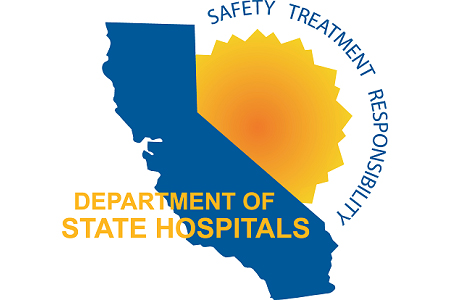 SAFETY TREATMENT RESPONSIBILITY
DEPARTMENT OF
STATE HOSPITALS